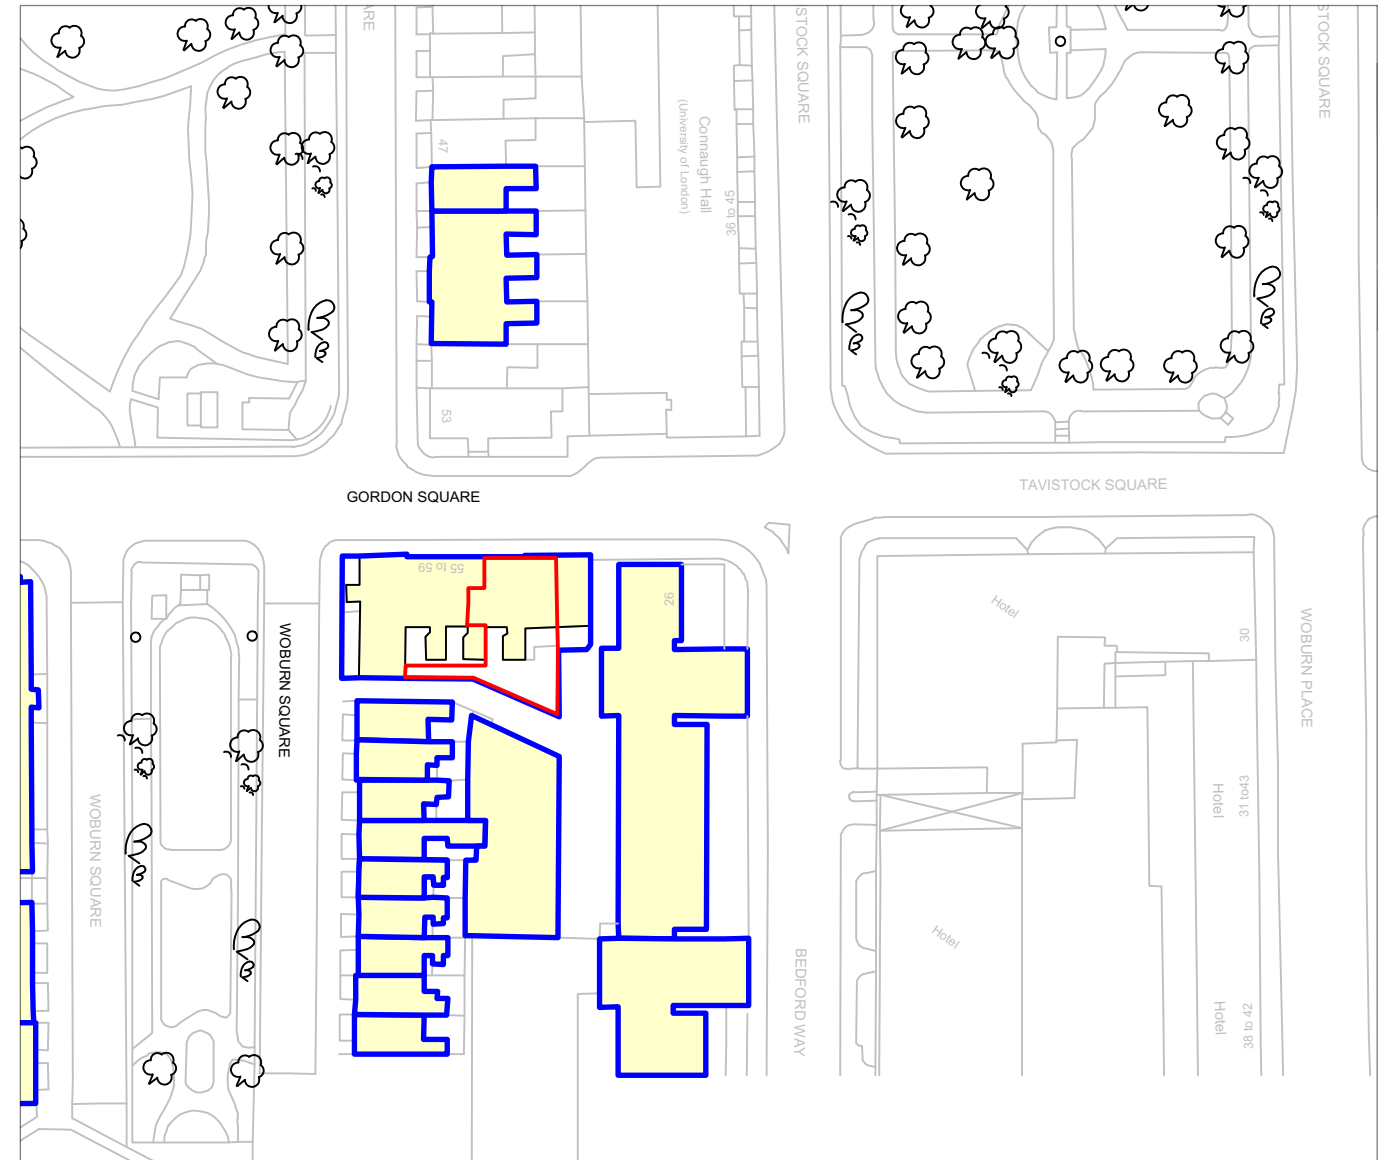 ARE
STOCK SQUARE
STOCK SQUARE
47
Connaugh Hall
(University of London)
36 to 45
53
GORDON SQUARE
TAVISTOCK SQUARE
55 to 59
26
Hotel
30
WOBURN SQUARE
WOBURN PLACE
WOBURN SQUARE
Hotel
31 to43
Hotel
BEDFORD WAY
Hotel
38 to 42